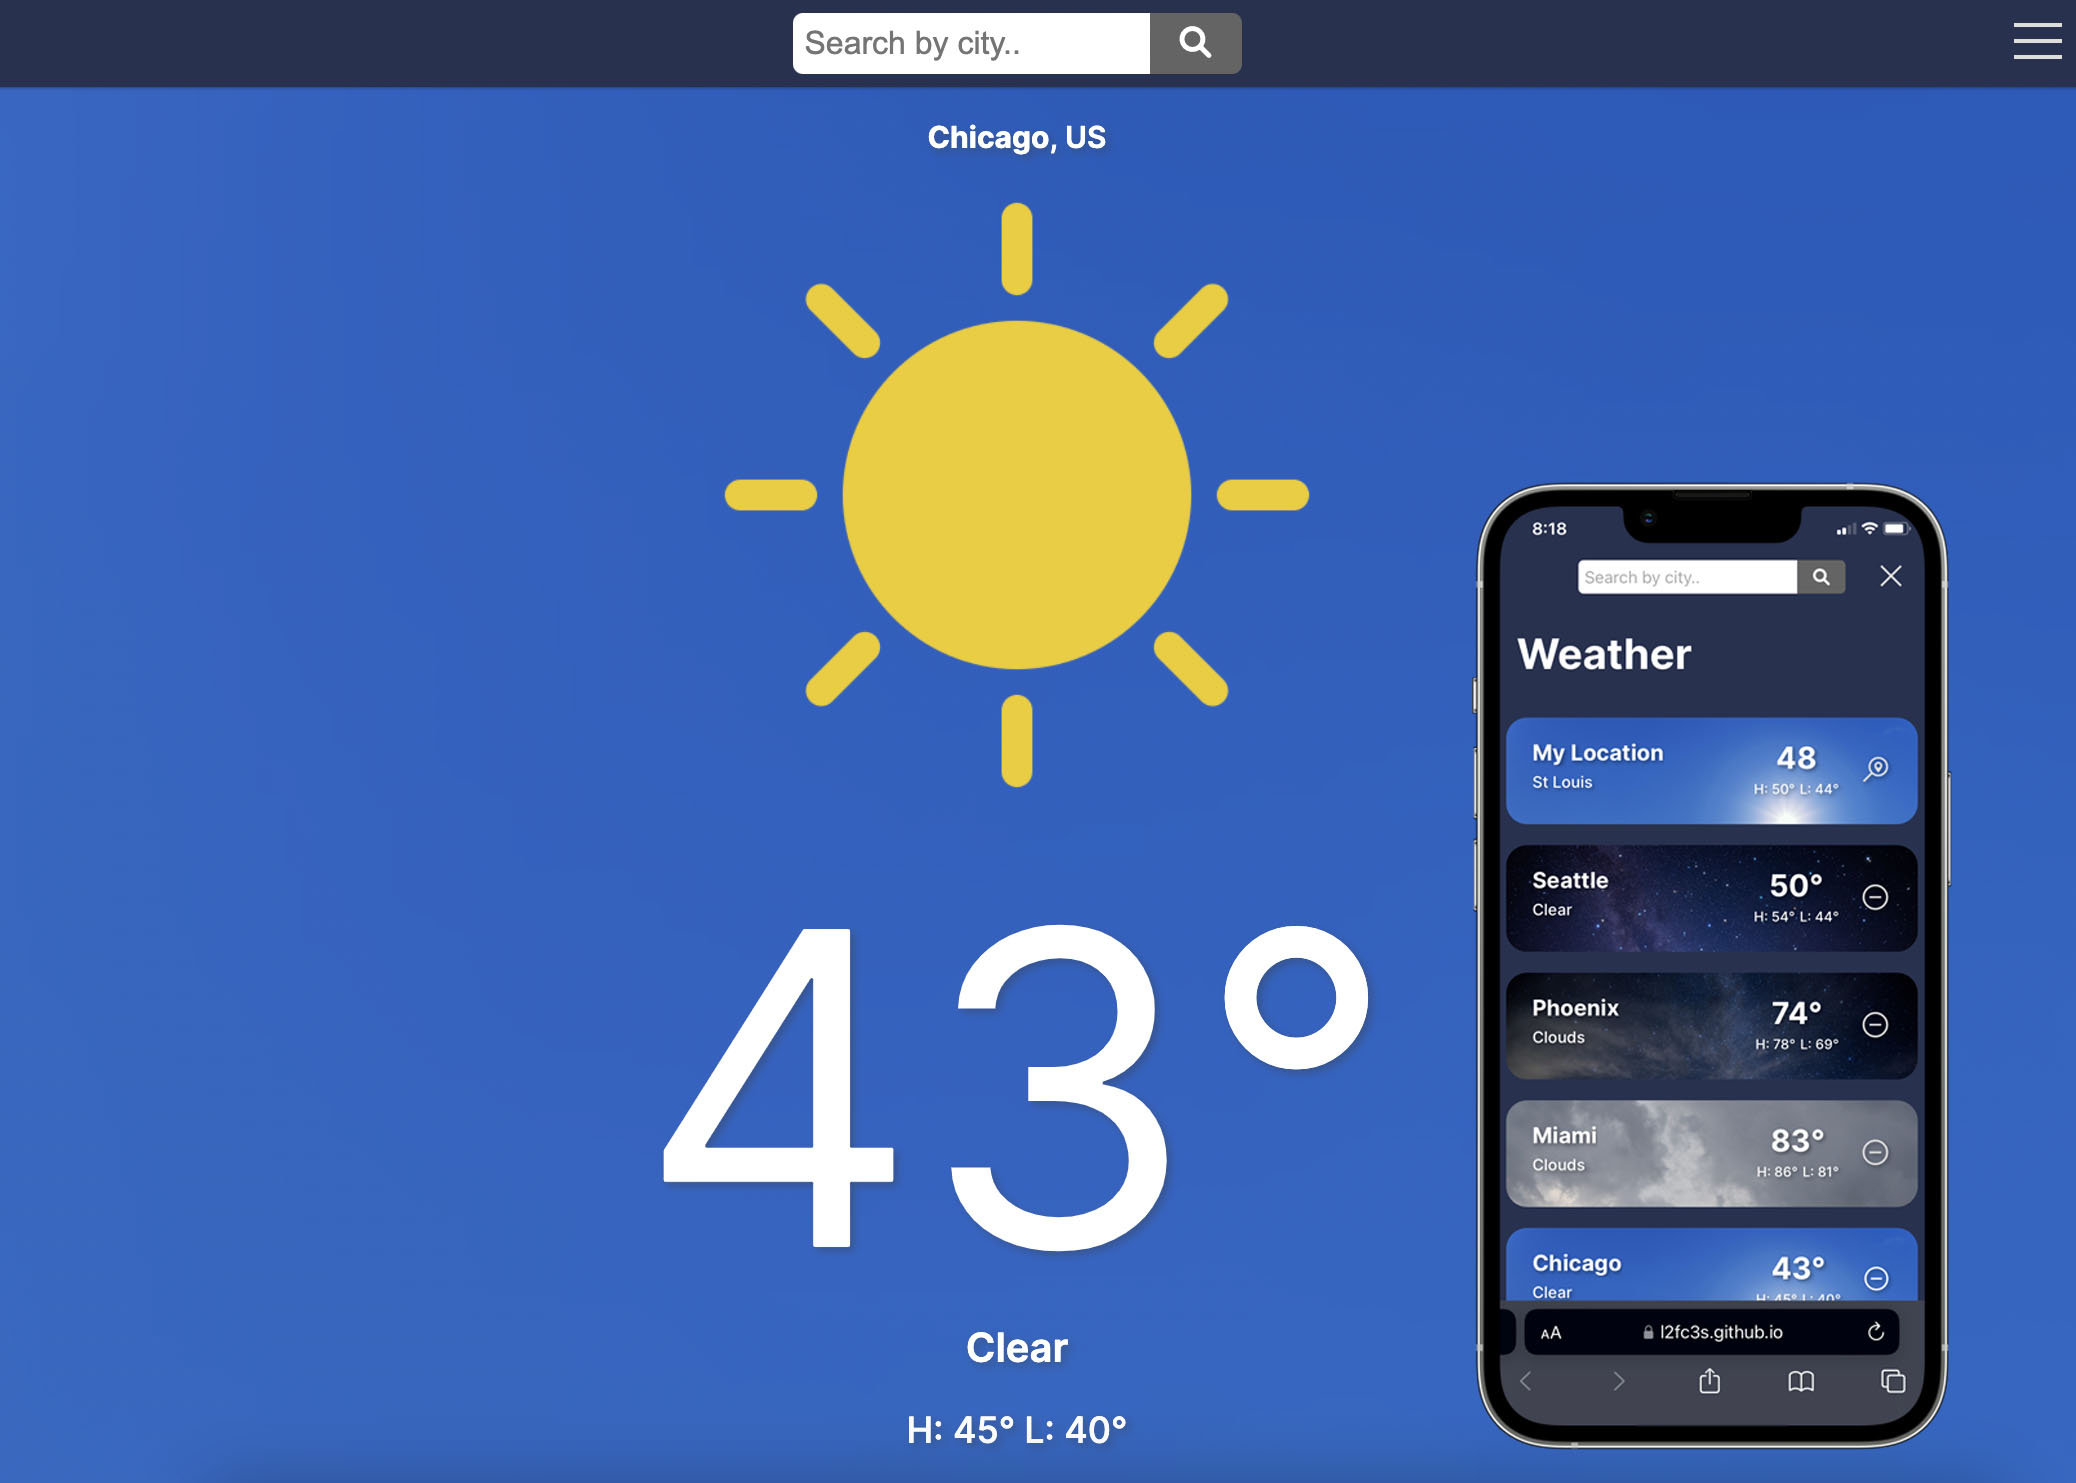 Search by city..
Chicago, US
43°
Clear
H: 45° L: 40°
8:18
Search by city..
Weather
My Location
48
St Louis
H: 50° L: 44°
Seattle
50°
Clear
H: 54° L: 44°
Phoenix
74°
Clouds
H: 78° L: 69°
Miami
83°
Clouds
H: 86° L: 81°
Chicago
43°
Clear
H: 45° L: 40°
AA
l2fc3s.github.io